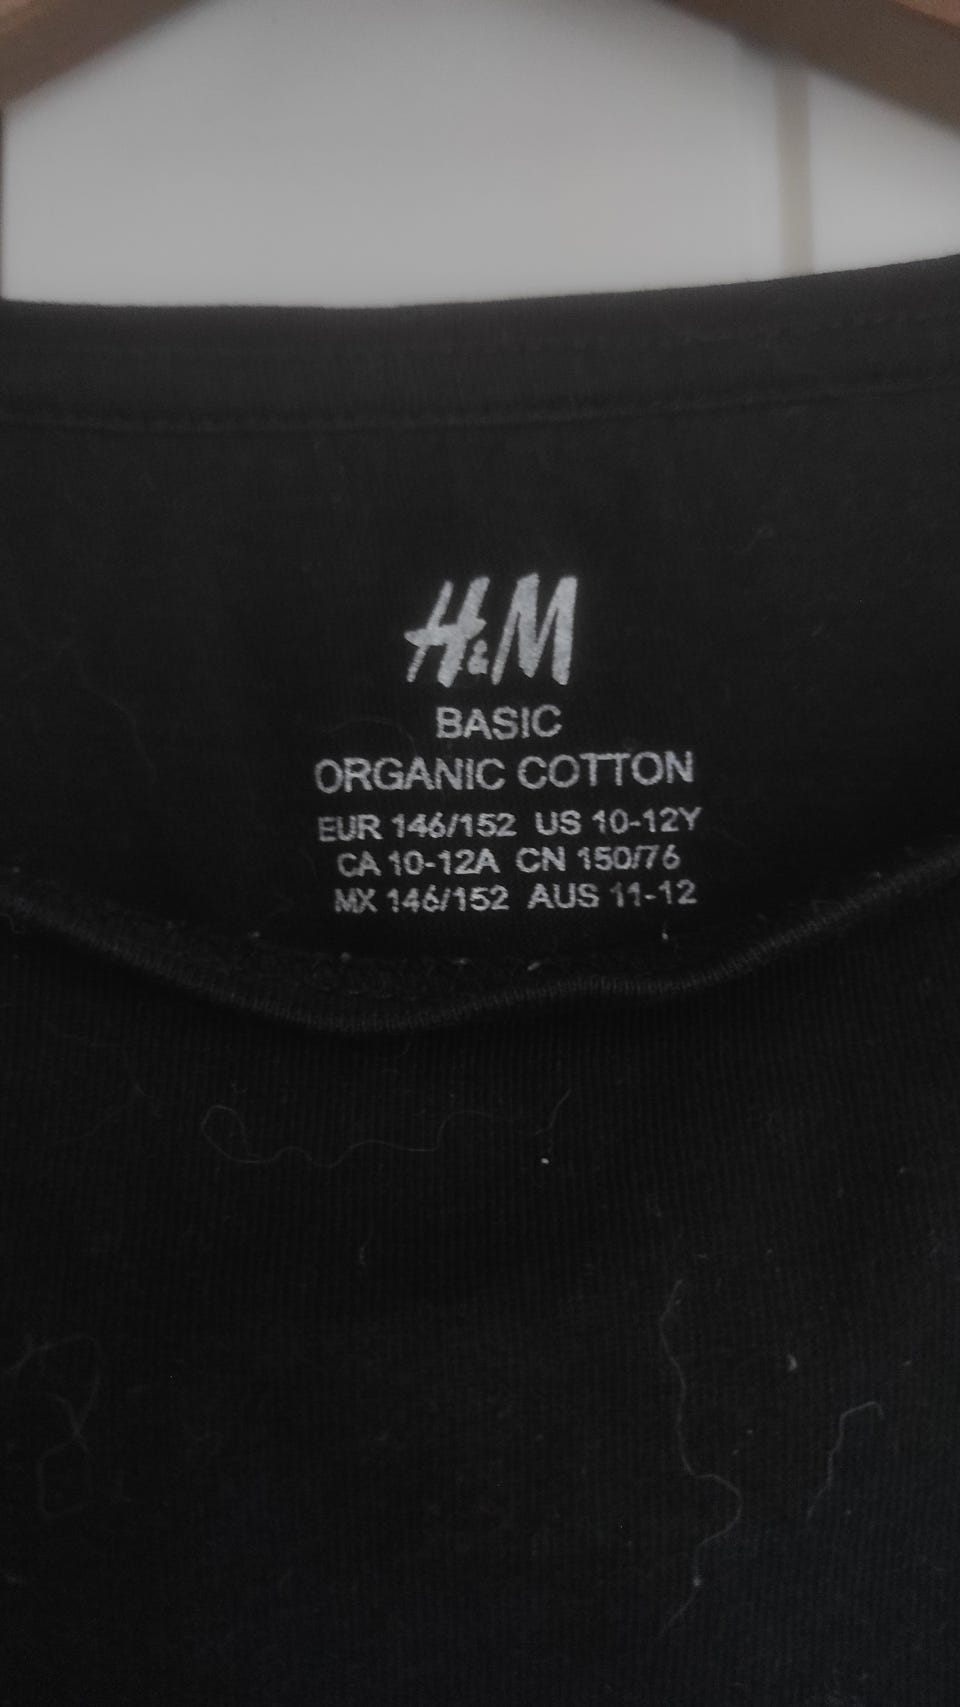 H&M
BASIC
ORGANIC COTTON
EUR 146/152 US 10-12Y
CA 10-12A CN 150/76
MX 146/152 AUS 11-12